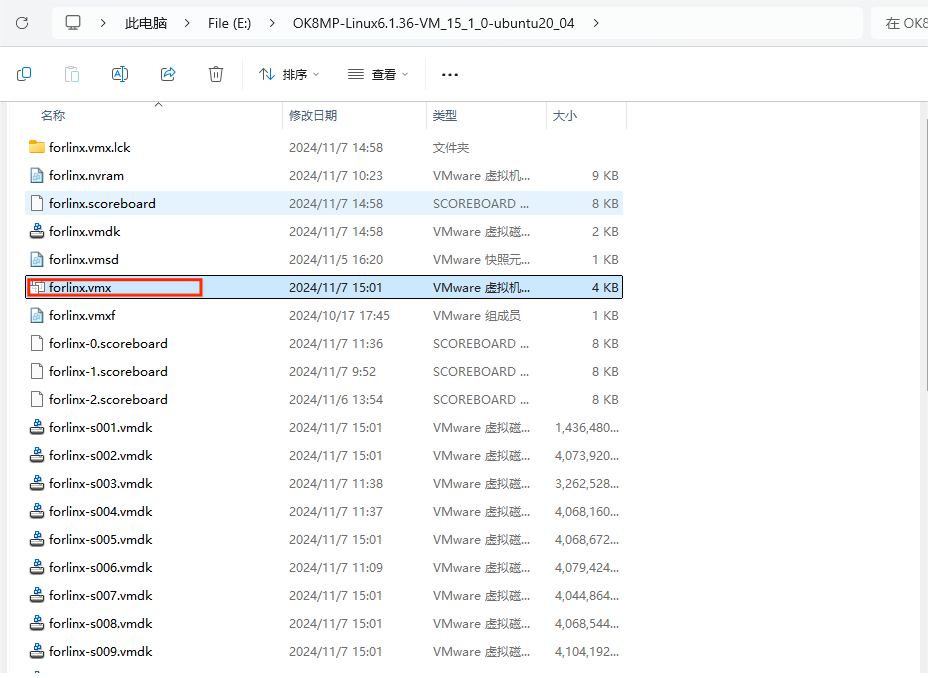 此电脑 File (E:) OK8MP-Linux6.1.36-VM_15_1_0-ubuntu20_04 在 OK8
排序 查看
名称 修改日期 类型 大小
forlinx.vmx.lck 2024/11/7 14:58 文件夹
forlinx.nvram 2024/11/7 10:23 VMware 虚拟机... 9 KB
forlinx.scoreboard 2024/11/7 14:58 SCOREBOARD ... 8 KB
forlinx.vmdk 2024/11/7 14:58 VMware 虚拟磁... 2 KB
forlinx.vmsd 2024/11/5 16:20 VMware 快照元... 1 KB
forlinx.vmx 2024/11/7 15:01 VMware 虚拟机... 4 KB
forlinx.vmxf 2024/10/17 17:45 VMware 组成员 1 KB
forlinx-0.scoreboard 2024/11/7 11:36 SCOREBOARD ... 8 KB
forlinx-1.scoreboard 2024/11/7 9:52 SCOREBOARD ... 8 KB
forlinx-2.scoreboard 2024/11/6 13:54 SCOREBOARD ... 8 KB
forlinx-s001.vmdk 2024/11/7 15:01 VMware 虚拟磁... 1,436,480...
forlinx-s002.vmdk 2024/11/7 15:01 VMware 虚拟磁... 4,073,920...
forlinx-s003.vmdk 2024/11/7 11:38 VMware 虚拟磁... 3,262,528...
forlinx-s004.vmdk 2024/11/7 11:37 VMware 虚拟磁... 4,068,160...
forlinx-s005.vmdk 2024/11/7 15:01 VMware 虚拟磁... 4,068,672...
forlinx-s006.vmdk 2024/11/7 11:09 VMware 虚拟磁... 4,079,424...
forlinx-s007.vmdk 2024/11/7 15:01 VMware 虚拟磁... 4,044,864...
forlinx-s008.vmdk 2024/11/7 15:01 VMware 虚拟磁... 4,068,544...
forlinx-s009.vmdk 2024/11/7 15:01 VMware 虚拟磁... 4,104,192...